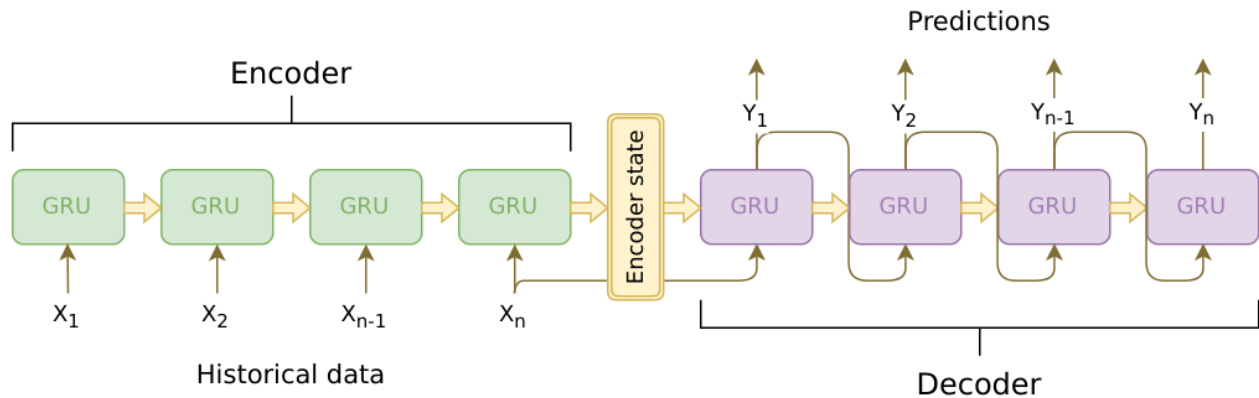 Predictions
Encoder
Y1 Y2 Yn-1 Yn
GRU GRU GRU GRU Encoder state GRU GRU GRU GRU
X1 X2 Xn-1 Xn
Historical data
Decoder